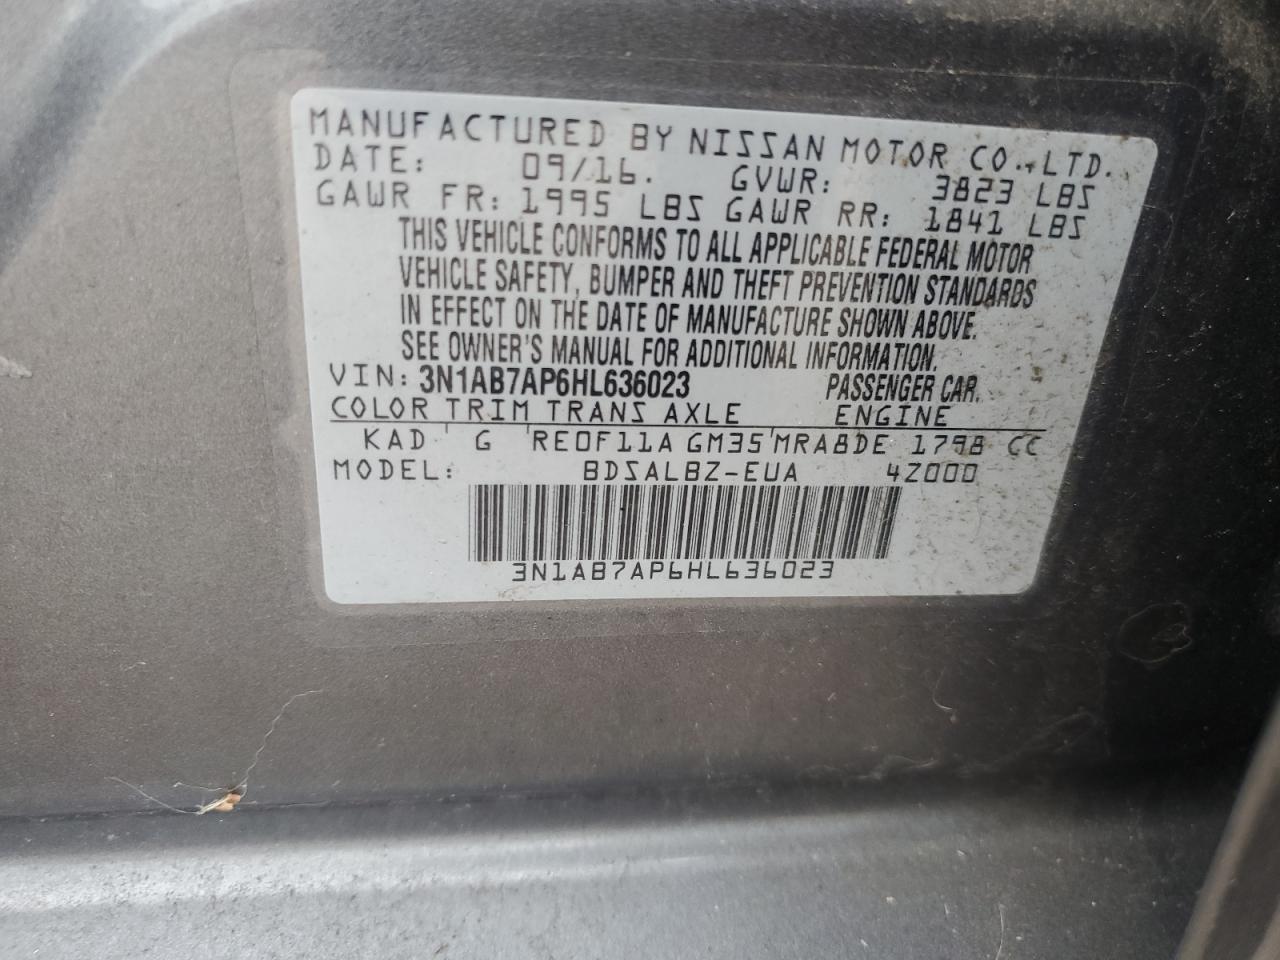 MANUFACTURED BY NISSAN MOTOR CO., LTD.
DATE: 09/16. GVWR: 3823 LBS
GAWR FR: 1995 LBS GAWR RR: 1841 LBS
THIS VEHICLE CONFORMS TO ALL APPLICABLE FEDERAL MOTOR
VEHICLE SAFETY, BUMPER AND THEFT PREVENTION STANDARDS
IN EFFECT ON THE DATE OF MANUFACTURE SHOWN ABOVE.
SEE OWNER'S MANUAL FOR ADDITIONAL INFORMATION.
VIN: 3N1AB7AP6HL636023 PASSENGER CAR.
COLOR TRIM TRANS AXLE ENGINE
KAD G RE0F11A GM35 MRA8DE 1798 CC
MODEL: BDSALBZ-EUA 4Z000
3N1AB7AP6HL636023